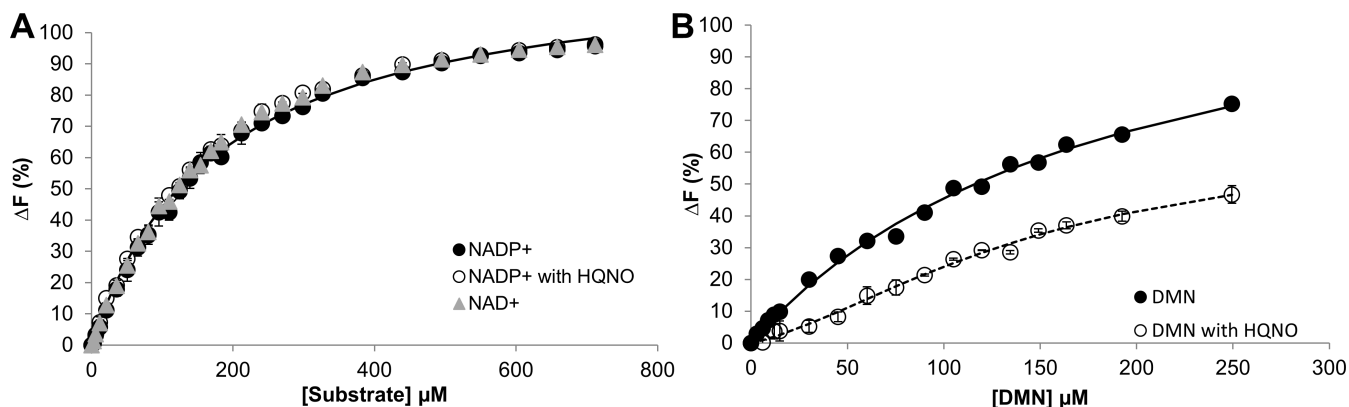 A
100
90
80
70
60
50
40
30
20
10
0
ΔF (%)
0 200 400 600 800
[Substrate] µM
NADP+
NADP+ with HQNO
NAD+
B
100
90
80
70
60
50
40
30
20
10
0
ΔF (%)
0 50 100 150 200 250 300
[DMN] µM
DMN
DMN with HQNO